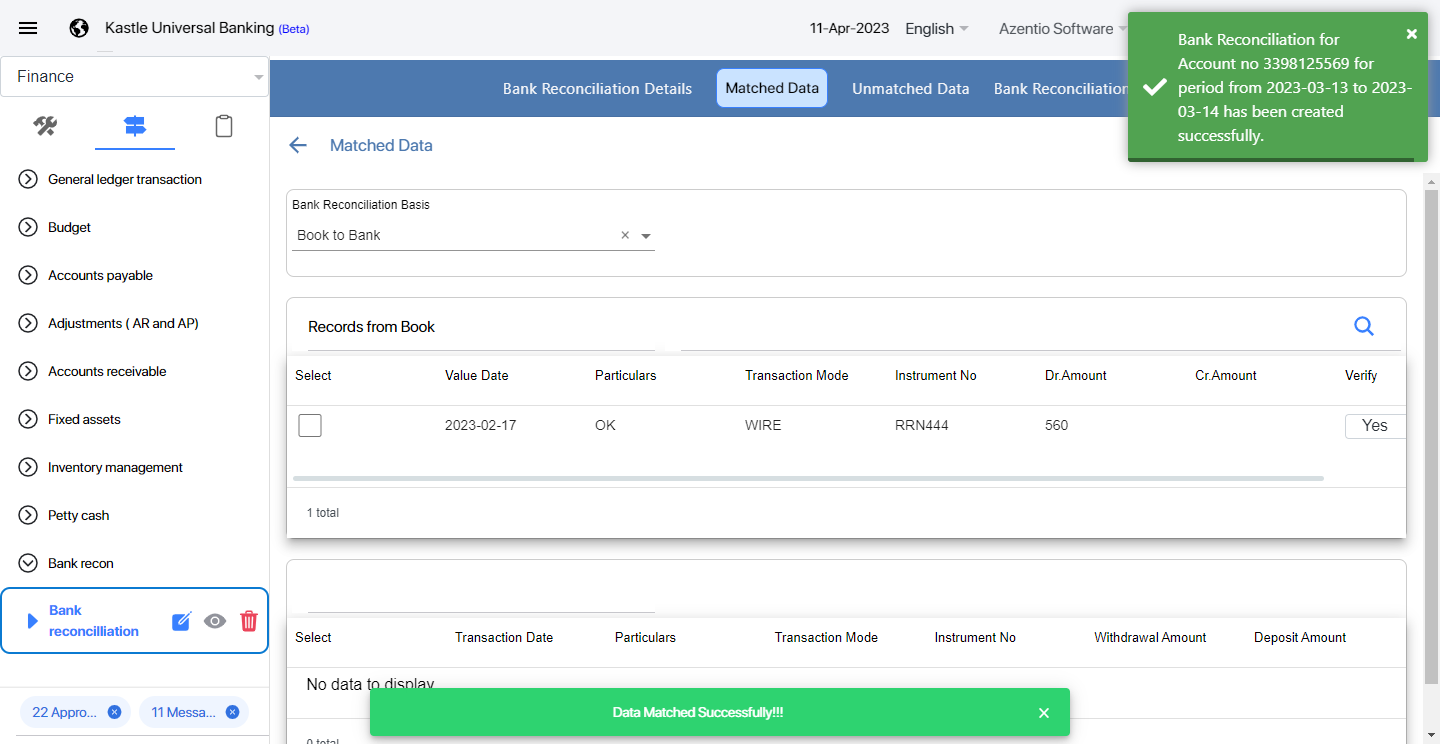 Kastle Universal Banking (Beta)
11-Apr-2023
English
Azentio Software
Bank Reconciliation for
Account no 3398125569 for
period from 2023-03-13 to 2023-
03-14 has been created
successfully.
Finance
Bank Reconciliation Details
Matched Data
Unmatched Data
Bank Reconciliation
Matched Data
General ledger transaction
Budget
Accounts payable
Adjustments ( AR and AP)
Accounts receivable
Fixed assets
Inventory management
Petty cash
Bank recon
Bank
reconcilliation
22 Appro...
11 Messa...
Bank Reconciliation Basis
Book to Bank
Records from Book
Select Value Date Particulars Transaction Mode Instrument No Dr.Amount Cr.Amount Verify
2023-02-17 OK WIRE RRN444 560 Yes
1 total
Select Transaction Date Particulars Transaction Mode Instrument No Withdrawal Amount Deposit Amount
No data to display
Data Matched Successfully!!!
0 total